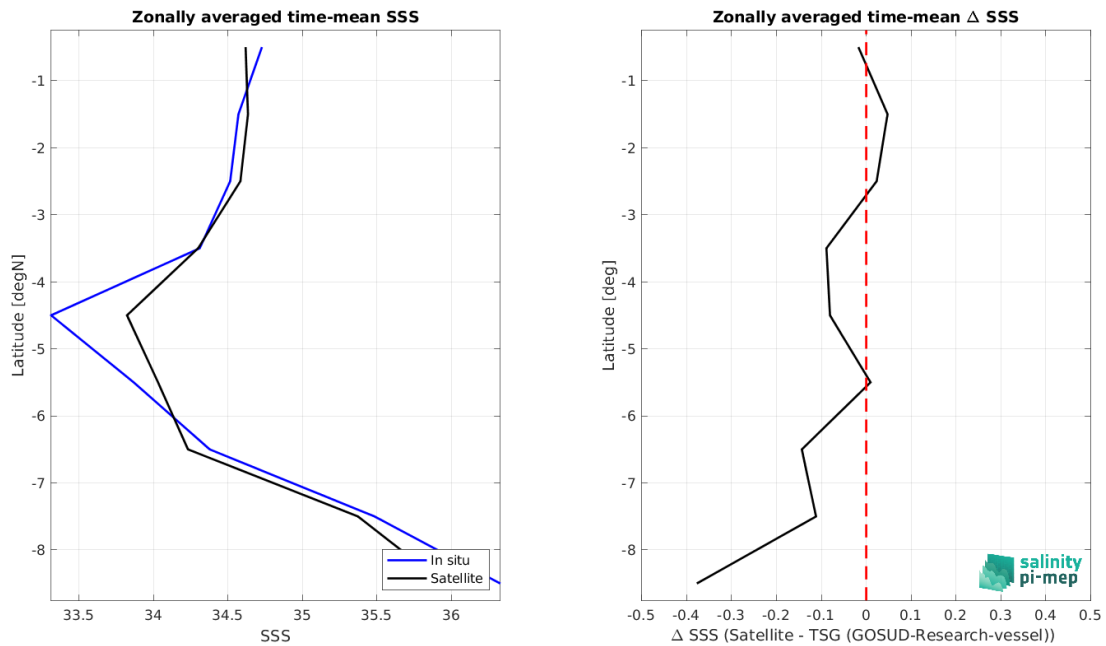 Zonally averaged time-mean SSS
-1
-2
-3
-4
-5
-6
-7
-8
Latitude [degN]
33.5 34 34.5 35 35.5 36
SSS
In situ
Satellite
Zonally averaged time-mean Δ SSS
-1
-2
-3
-4
-5
-6
-7
-8
Latitude [deg]
-0.5 -0.4 -0.3 -0.2 -0.1 0 0.1 0.2 0.3 0.4 0.5
Δ SSS (Satellite - TSG (GOSUD-Research-vessel))
salinity
pi-mep